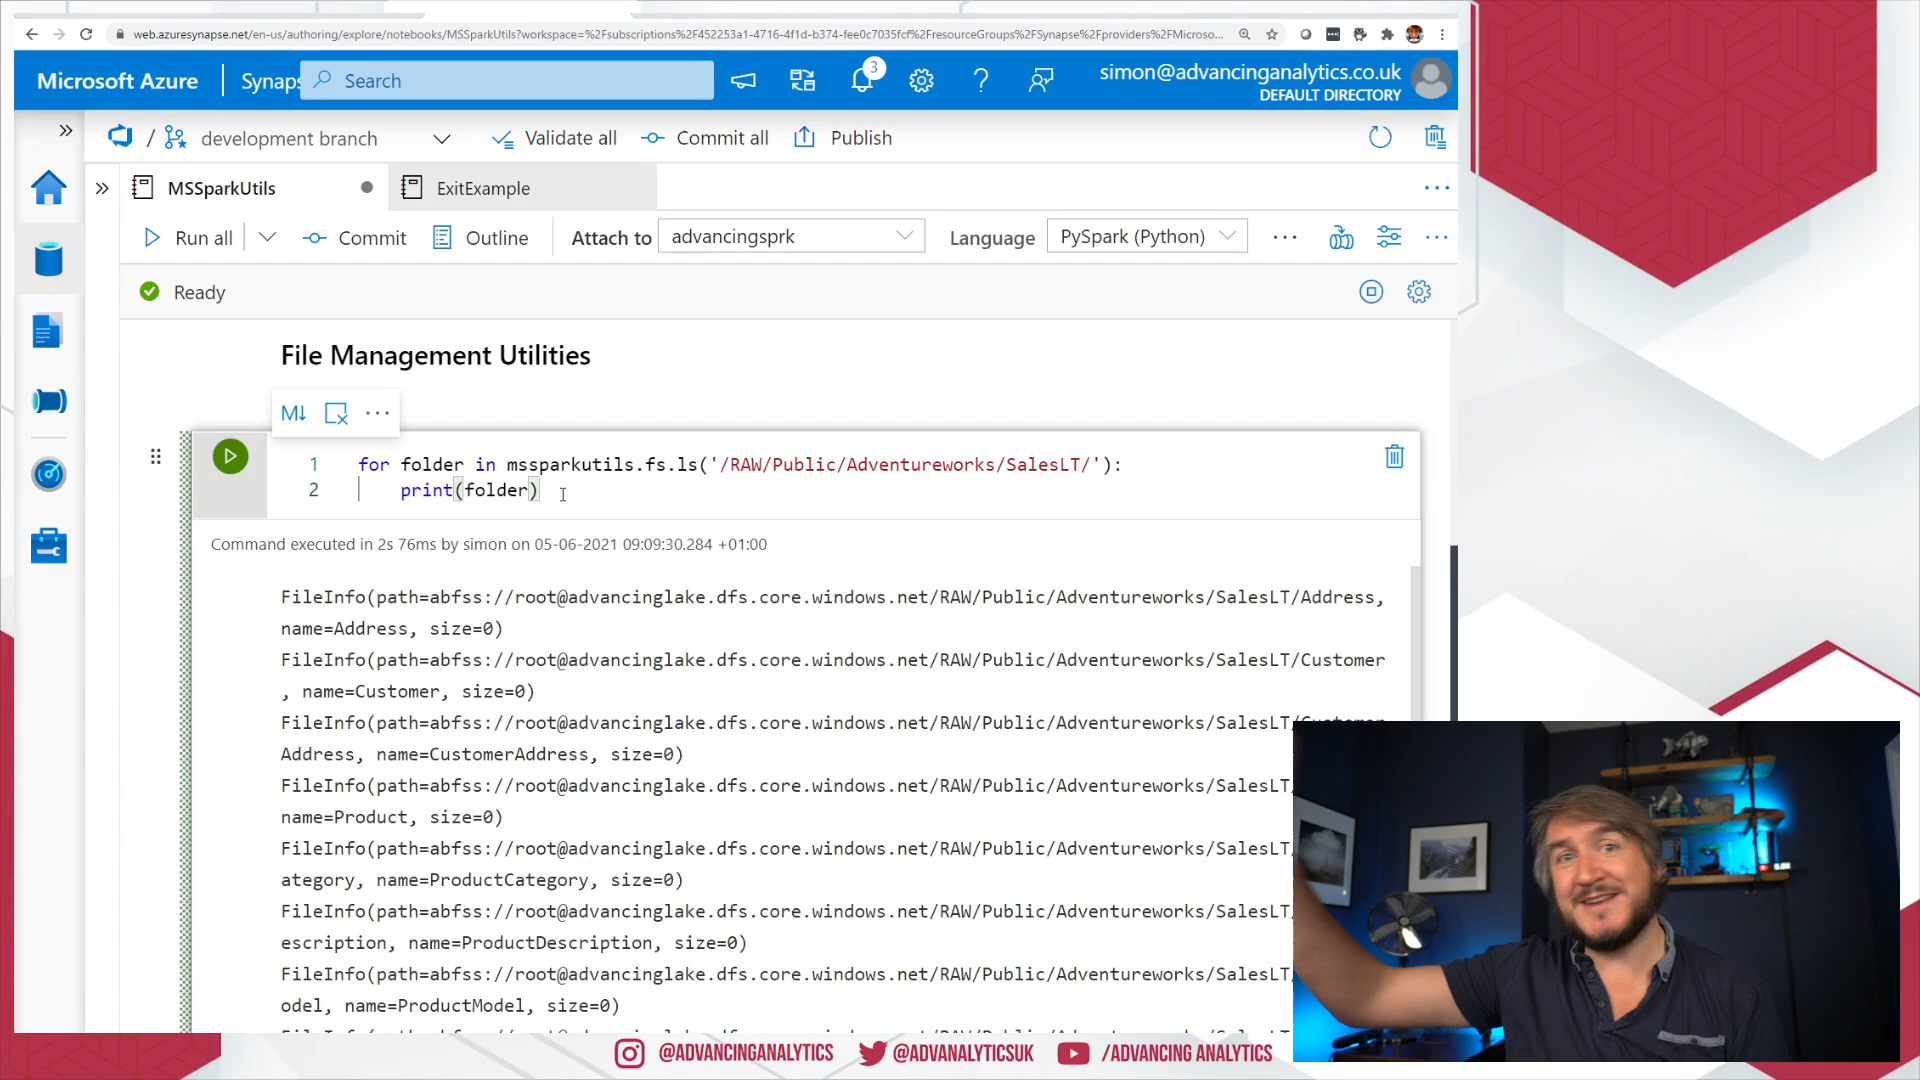 web.azuresynapse.net/en-us/authoring/explore/notebooks/MSSparkUtils?workspace=%2Fsubscriptions%2F452253a1-4716-4f1d-b374-fee0c7035fcf%2FresourceGroups%2FSynapse%2Fproviders%2FMicroso...
Microsoft Azure
Synaps
Search
3
simon@advancinganalytics.co.uk
DEFAULT DIRECTORY
/ development branch
Validate all
Commit all
Publish
MSSparkUtils
ExitExample
Run all
Commit
Outline
Attach to
advancingsprk
Language
PySpark (Python)
Ready
File Management Utilities
M↓
1 for folder in mssparkutils.fs.ls('/RAW/Public/Adventureworks/SalesLT/'):
2 print(folder)
Command executed in 2s 76ms by simon on 05-06-2021 09:09:30.284 +01:00
FileInfo(path=abfss://root@advancinglake.dfs.core.windows.net/RAW/Public/Adventureworks/SalesLT/Address,
name=Address, size=0)
FileInfo(path=abfss://root@advancinglake.dfs.core.windows.net/RAW/Public/Adventureworks/SalesLT/Customer
, name=Customer, size=0)
FileInfo(path=abfss://root@advancinglake.dfs.core.windows.net/RAW/Public/Adventureworks/SalesLT/Customer
Address, name=CustomerAddress, size=0)
FileInfo(path=abfss://root@advancinglake.dfs.core.windows.net/RAW/Public/Adventureworks/SalesLT/
name=Product, size=0)
FileInfo(path=abfss://root@advancinglake.dfs.core.windows.net/RAW/Public/Adventureworks/SalesLT/
ategory, name=ProductCategory, size=0)
FileInfo(path=abfss://root@advancinglake.dfs.core.windows.net/RAW/Public/Adventureworks/SalesLT/
escription, name=ProductDescription, size=0)
FileInfo(path=abfss://root@advancinglake.dfs.core.windows.net/RAW/Public/Adventureworks/SalesLT/
odel, name=ProductModel, size=0)
@ADVANCINGANALYTICS
@ADVANALYTICSUK
/ADVANCING ANALYTICS